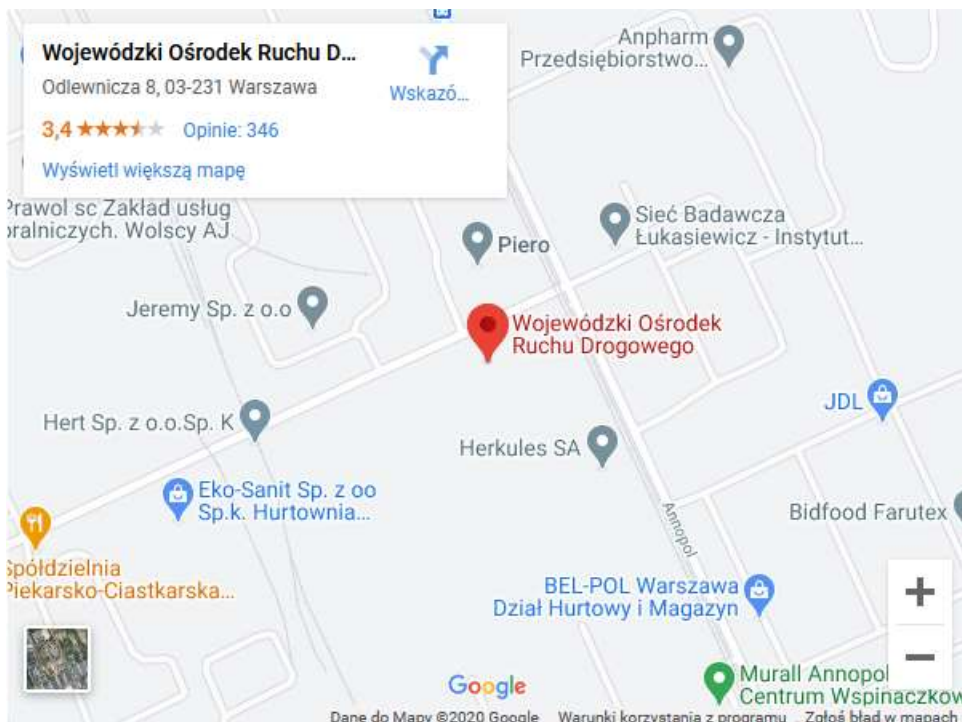 Wojewódzki Ośrodek Ruchu D...
Odlewnicza 8, 03-231 Warszawa
Wskazó...
3,4
Opinie: 346
Wyświetl większą mapę
Anpharm
Przedsiębiorstwo...
Prawol sc Zakład usług
oralniczych. Wolscy AJ
Piero
Sieć Badawcza
Łukasiewicz - Instytut...
Jeremy Sp. z o.o
Wojewódzki Ośrodek
Ruchu Drogowego
JDL
Hert Sp. z o.o.Sp. K
Herkules SA
Eko-Sanit Sp. z oo
Sp.k. Hurtownia...
Annopol
Bidfood Farutex
Spółdzielnia
Piekarsko-Ciastkarska...
BEL-POL Warszawa
Dział Hurtowy i Magazyn
Murall Annopol
Centrum Wspinaczkow
Google
Dane do Mapy ©2020 Google
Warunki korzystania z programu
Zgłoś błąd w mapach